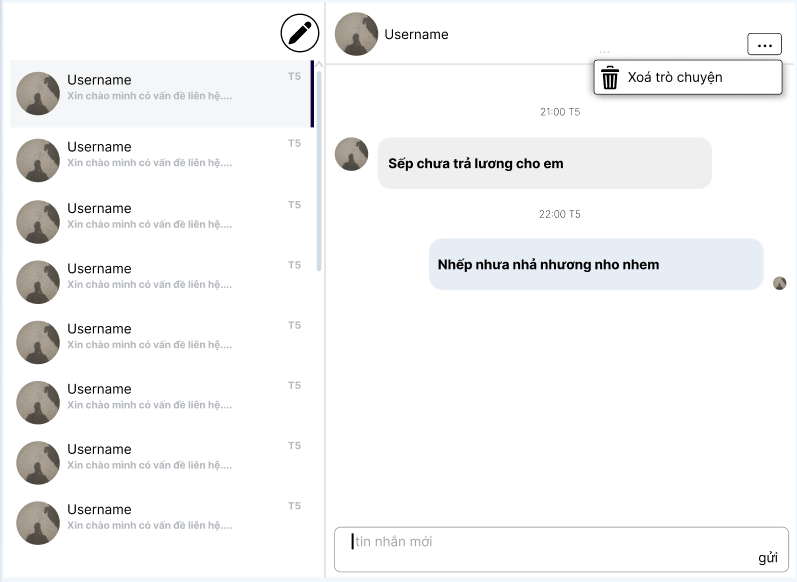 Username
T5
Xin chào mình có vấn đề liên hệ....
Username
T5
Xin chào mình có vấn đề liên hệ....
Username
T5
Xin chào mình có vấn đề liên hệ....
Username
T5
Xin chào mình có vấn đề liên hệ....
Username
T5
Xin chào mình có vấn đề liên hệ....
Username
T5
Xin chào mình có vấn đề liên hệ....
Username
T5
Xin chào mình có vấn đề liên hệ....
Username
T5
Xin chào mình có vấn đề liên hệ....
Username
...
...
Xoá trò chuyện
21:00 T5
Sếp chưa trả lương cho em
22:00 T5
Nhếp nhưa nhả nhương nho nhem
tin nhắn mới
gửi